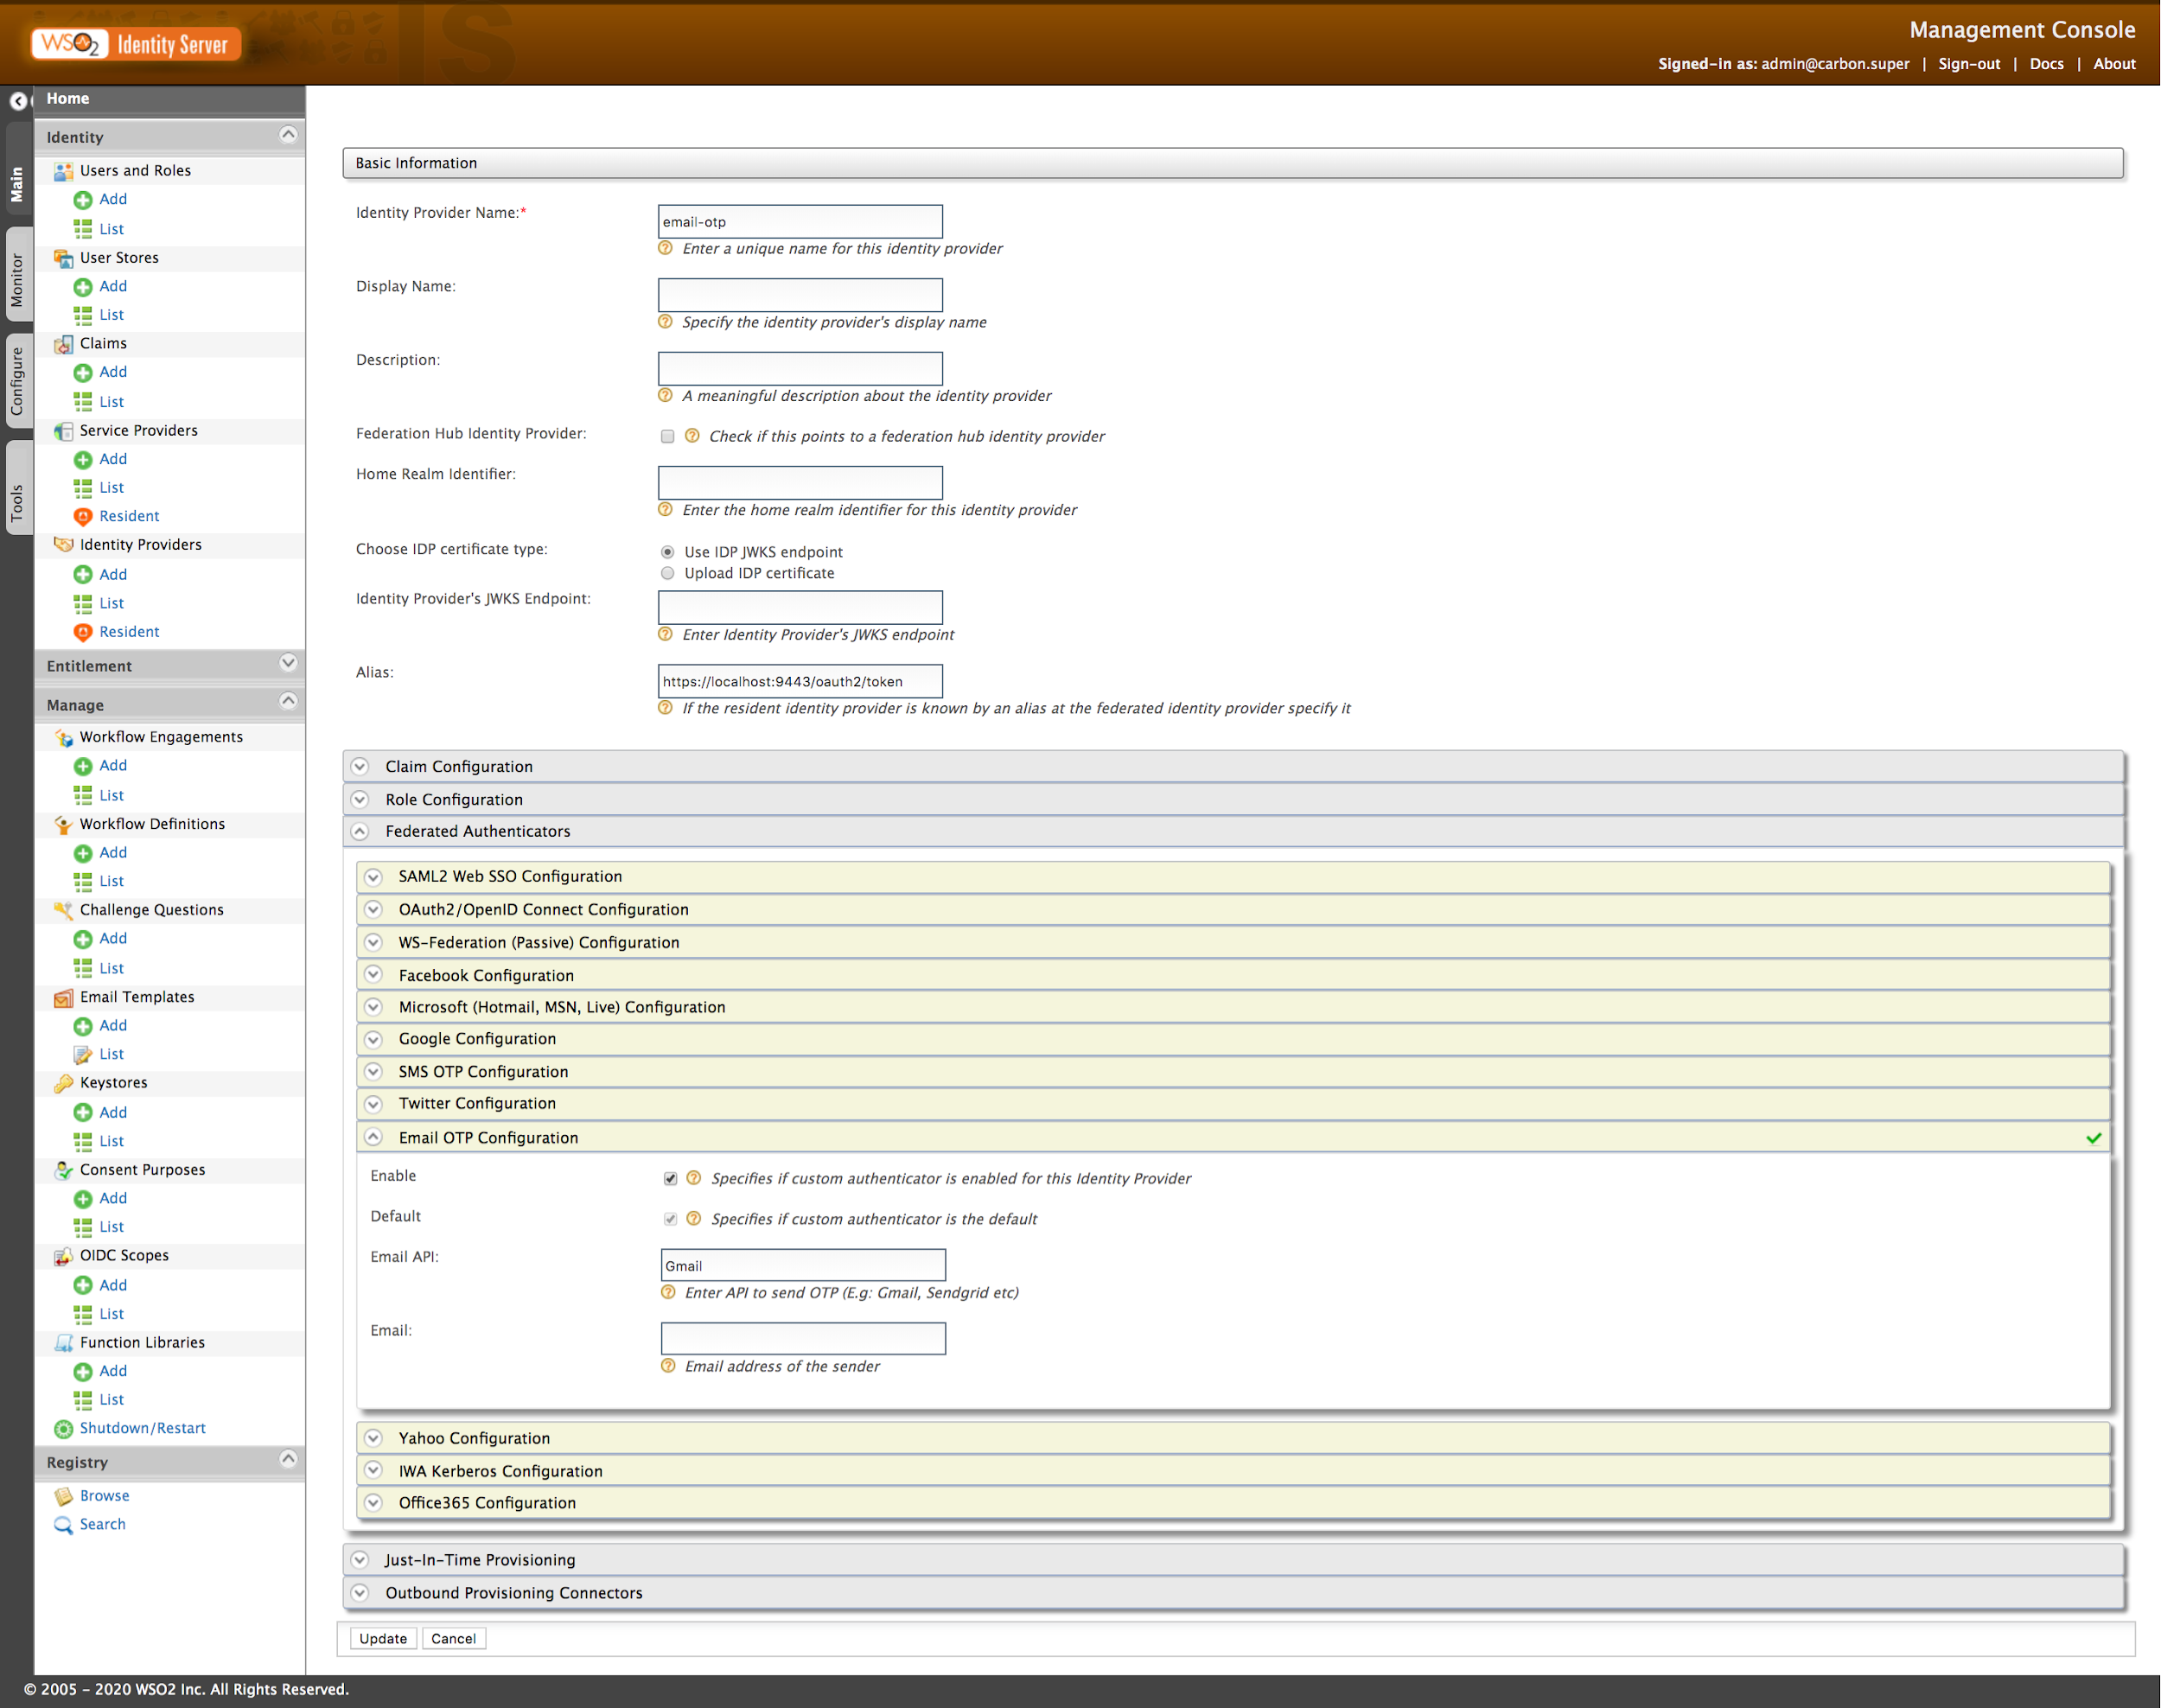 WSO2 Identity Server
Management Console
Signed-in as: admin@carbon.super | Sign-out | Docs | About
Main
Monitor
Configure
Tools
Home
Identity
Users and Roles
Add
List
User Stores
Add
List
Claims
Add
List
Service Providers
Add
List
Resident
Identity Providers
Add
List
Resident
Entitlement
Manage
Workflow Engagements
Add
List
Workflow Definitions
Add
List
Challenge Questions
Add
List
Email Templates
Add
List
Keystores
Add
List
Consent Purposes
Add
List
OIDC Scopes
Add
List
Function Libraries
Add
List
Shutdown/Restart
Registry
Browse
Search
Basic Information
Identity Provider Name:*
email-otp
Enter a unique name for this identity provider
Display Name:
Specify the identity provider's display name
Description:
A meaningful description about the identity provider
Federation Hub Identity Provider:
Check if this points to a federation hub identity provider
Home Realm Identifier:
Enter the home realm identifier for this identity provider
Choose IDP certificate type:
Use IDP JWKS endpoint
Upload IDP certificate
Identity Provider's JWKS Endpoint:
Enter Identity Provider's JWKS endpoint
Alias:
https://localhost:9443/oauth2/token
If the resident identity provider is known by an alias at the federated identity provider specify it
Claim Configuration
Role Configuration
Federated Authenticators
SAML2 Web SSO Configuration
OAuth2/OpenID Connect Configuration
WS-Federation (Passive) Configuration
Facebook Configuration
Microsoft (Hotmail, MSN, Live) Configuration
Google Configuration
SMS OTP Configuration
Twitter Configuration
Email OTP Configuration
Enable
Specifies if custom authenticator is enabled for this Identity Provider
Default
Specifies if custom authenticator is the default
Email API:
Gmail
Enter API to send OTP (E.g: Gmail, Sendgrid etc)
Email:
Email address of the sender
Yahoo Configuration
IWA Kerberos Configuration
Office365 Configuration
Just-In-Time Provisioning
Outbound Provisioning Connectors
Update
Cancel
© 2005 - 2020 WSO2 Inc. All Rights Reserved.